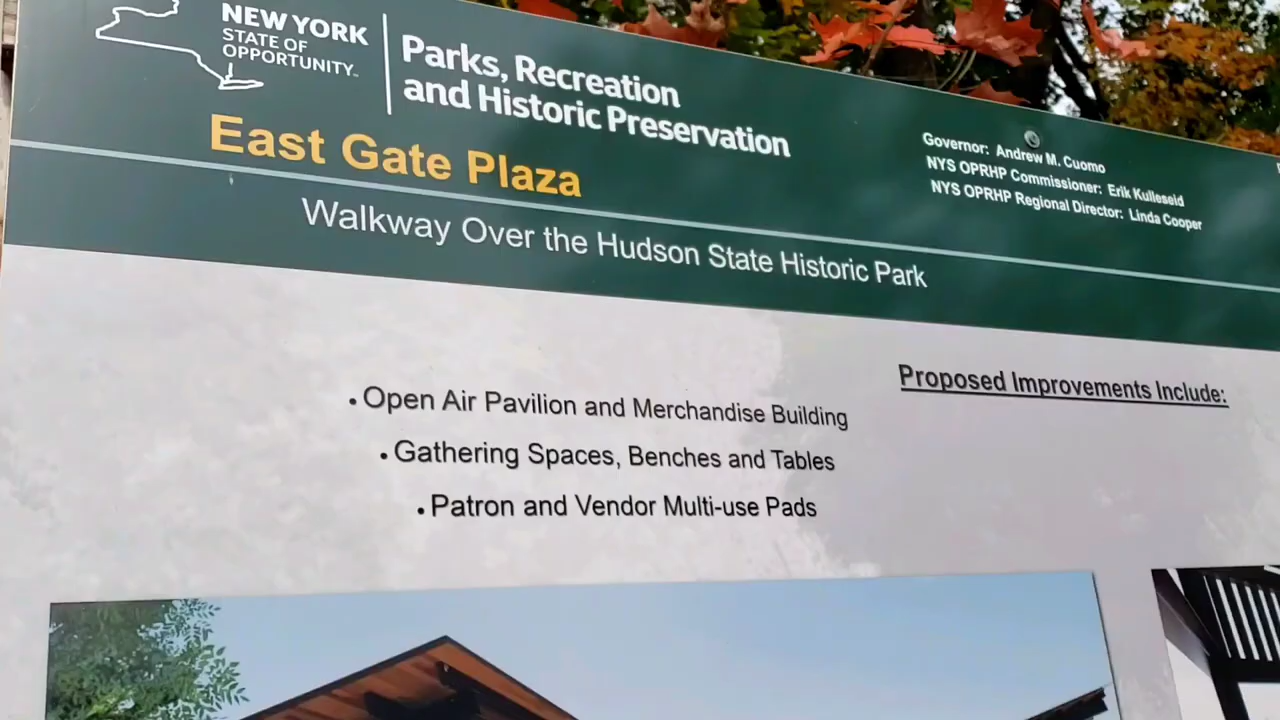 NEW YORK
STATE OF
OPPORTUNITY™
Parks, Recreation
and Historic Preservation
East Gate Plaza
Walkway Over the Hudson State Historic Park
Governor: Andrew M. Cuomo
NYS OPRHP Commissioner: Erik Kulleseid
NYS OPRHP Regional Director: Linda Cooper
Proposed Improvements Include:
• Open Air Pavilion and Merchandise Building
• Gathering Spaces, Benches and Tables
• Patron and Vendor Multi-use Pads